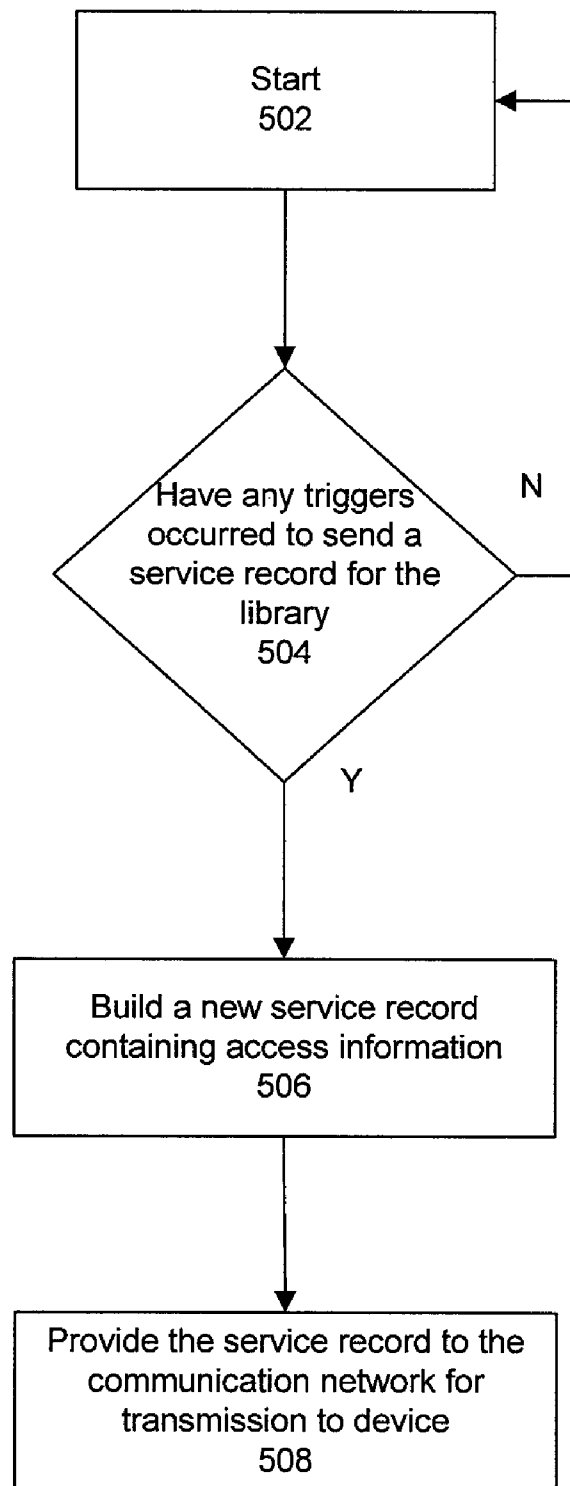 Start
502
Have any triggers
occurred to send a
service record for the
library
504
N
Y
Build a new service record
containing access information
506
Provide the service record to the
communication network for
transmission to device
508